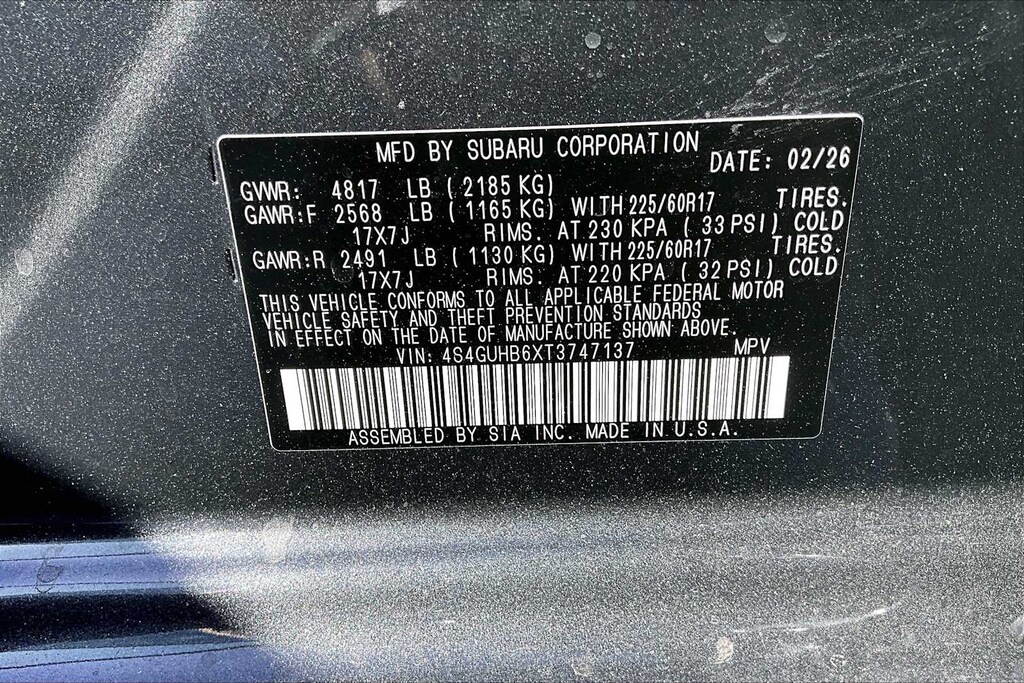 MFD BY SUBARU CORPORATION DATE: 02/26
GVWR: 4817 LB ( 2185 KG)
GAWR:F 2568 LB ( 1165 KG) WITH 225/60R17 TIRES.
17X7J RIMS. AT 230 KPA ( 33 PSI) COLD
GAWR:R 2491 LB ( 1130 KG) WITH 225/60R17 TIRES.
17X7J RIMS. AT 220 KPA ( 32 PSI) COLD
THIS VEHICLE CONFORMS TO ALL APPLICABLE FEDERAL MOTOR
VEHICLE SAFETY AND THEFT PREVENTION STANDARDS
IN EFFECT ON THE DATE OF MANUFACTURE SHOWN ABOVE.
VIN: 4S4GUHB6XT3747137 MPV
ASSEMBLED BY SIA INC. MADE IN U.S.A.